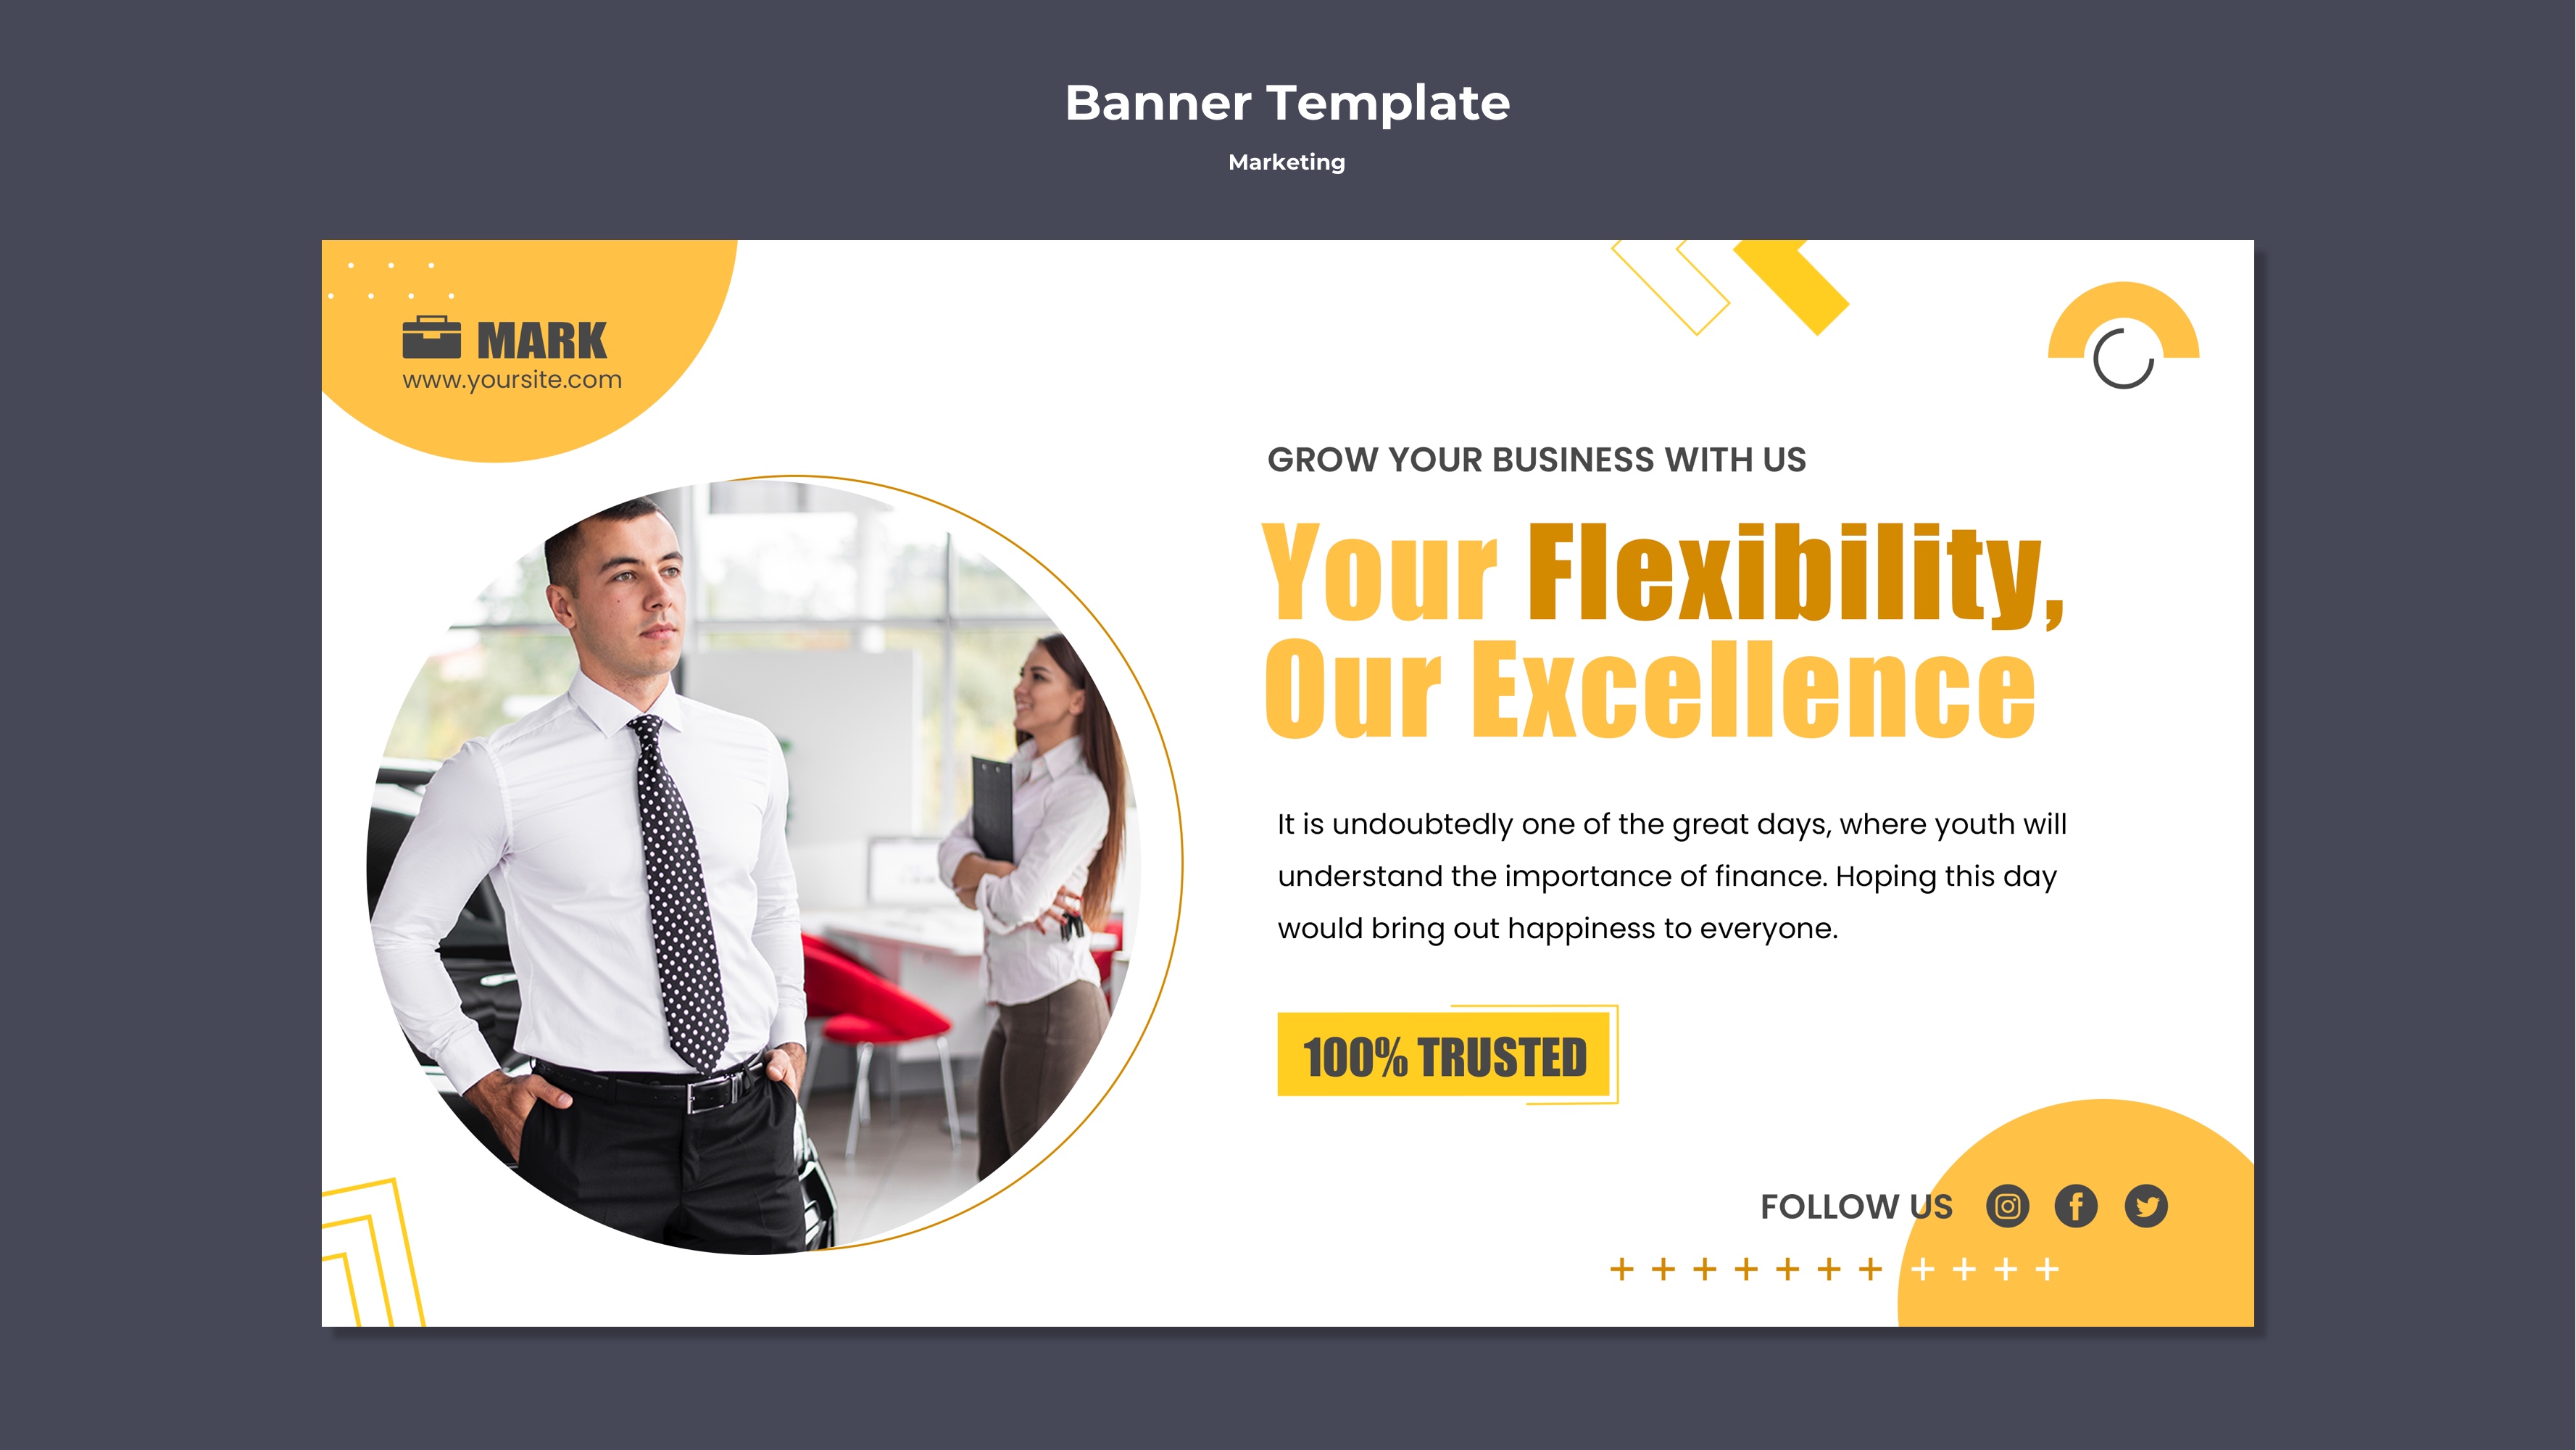 Banner Template
Marketing
MARK
www.yoursite.com
GROW YOUR BUSINESS WITH US
Your Flexibility,
Our Excellence
It is undoubtedly one of the great days, where youth will
understand the importance of finance. Hoping this day
would bring out happiness to everyone.
100% TRUSTED
FOLLOW US